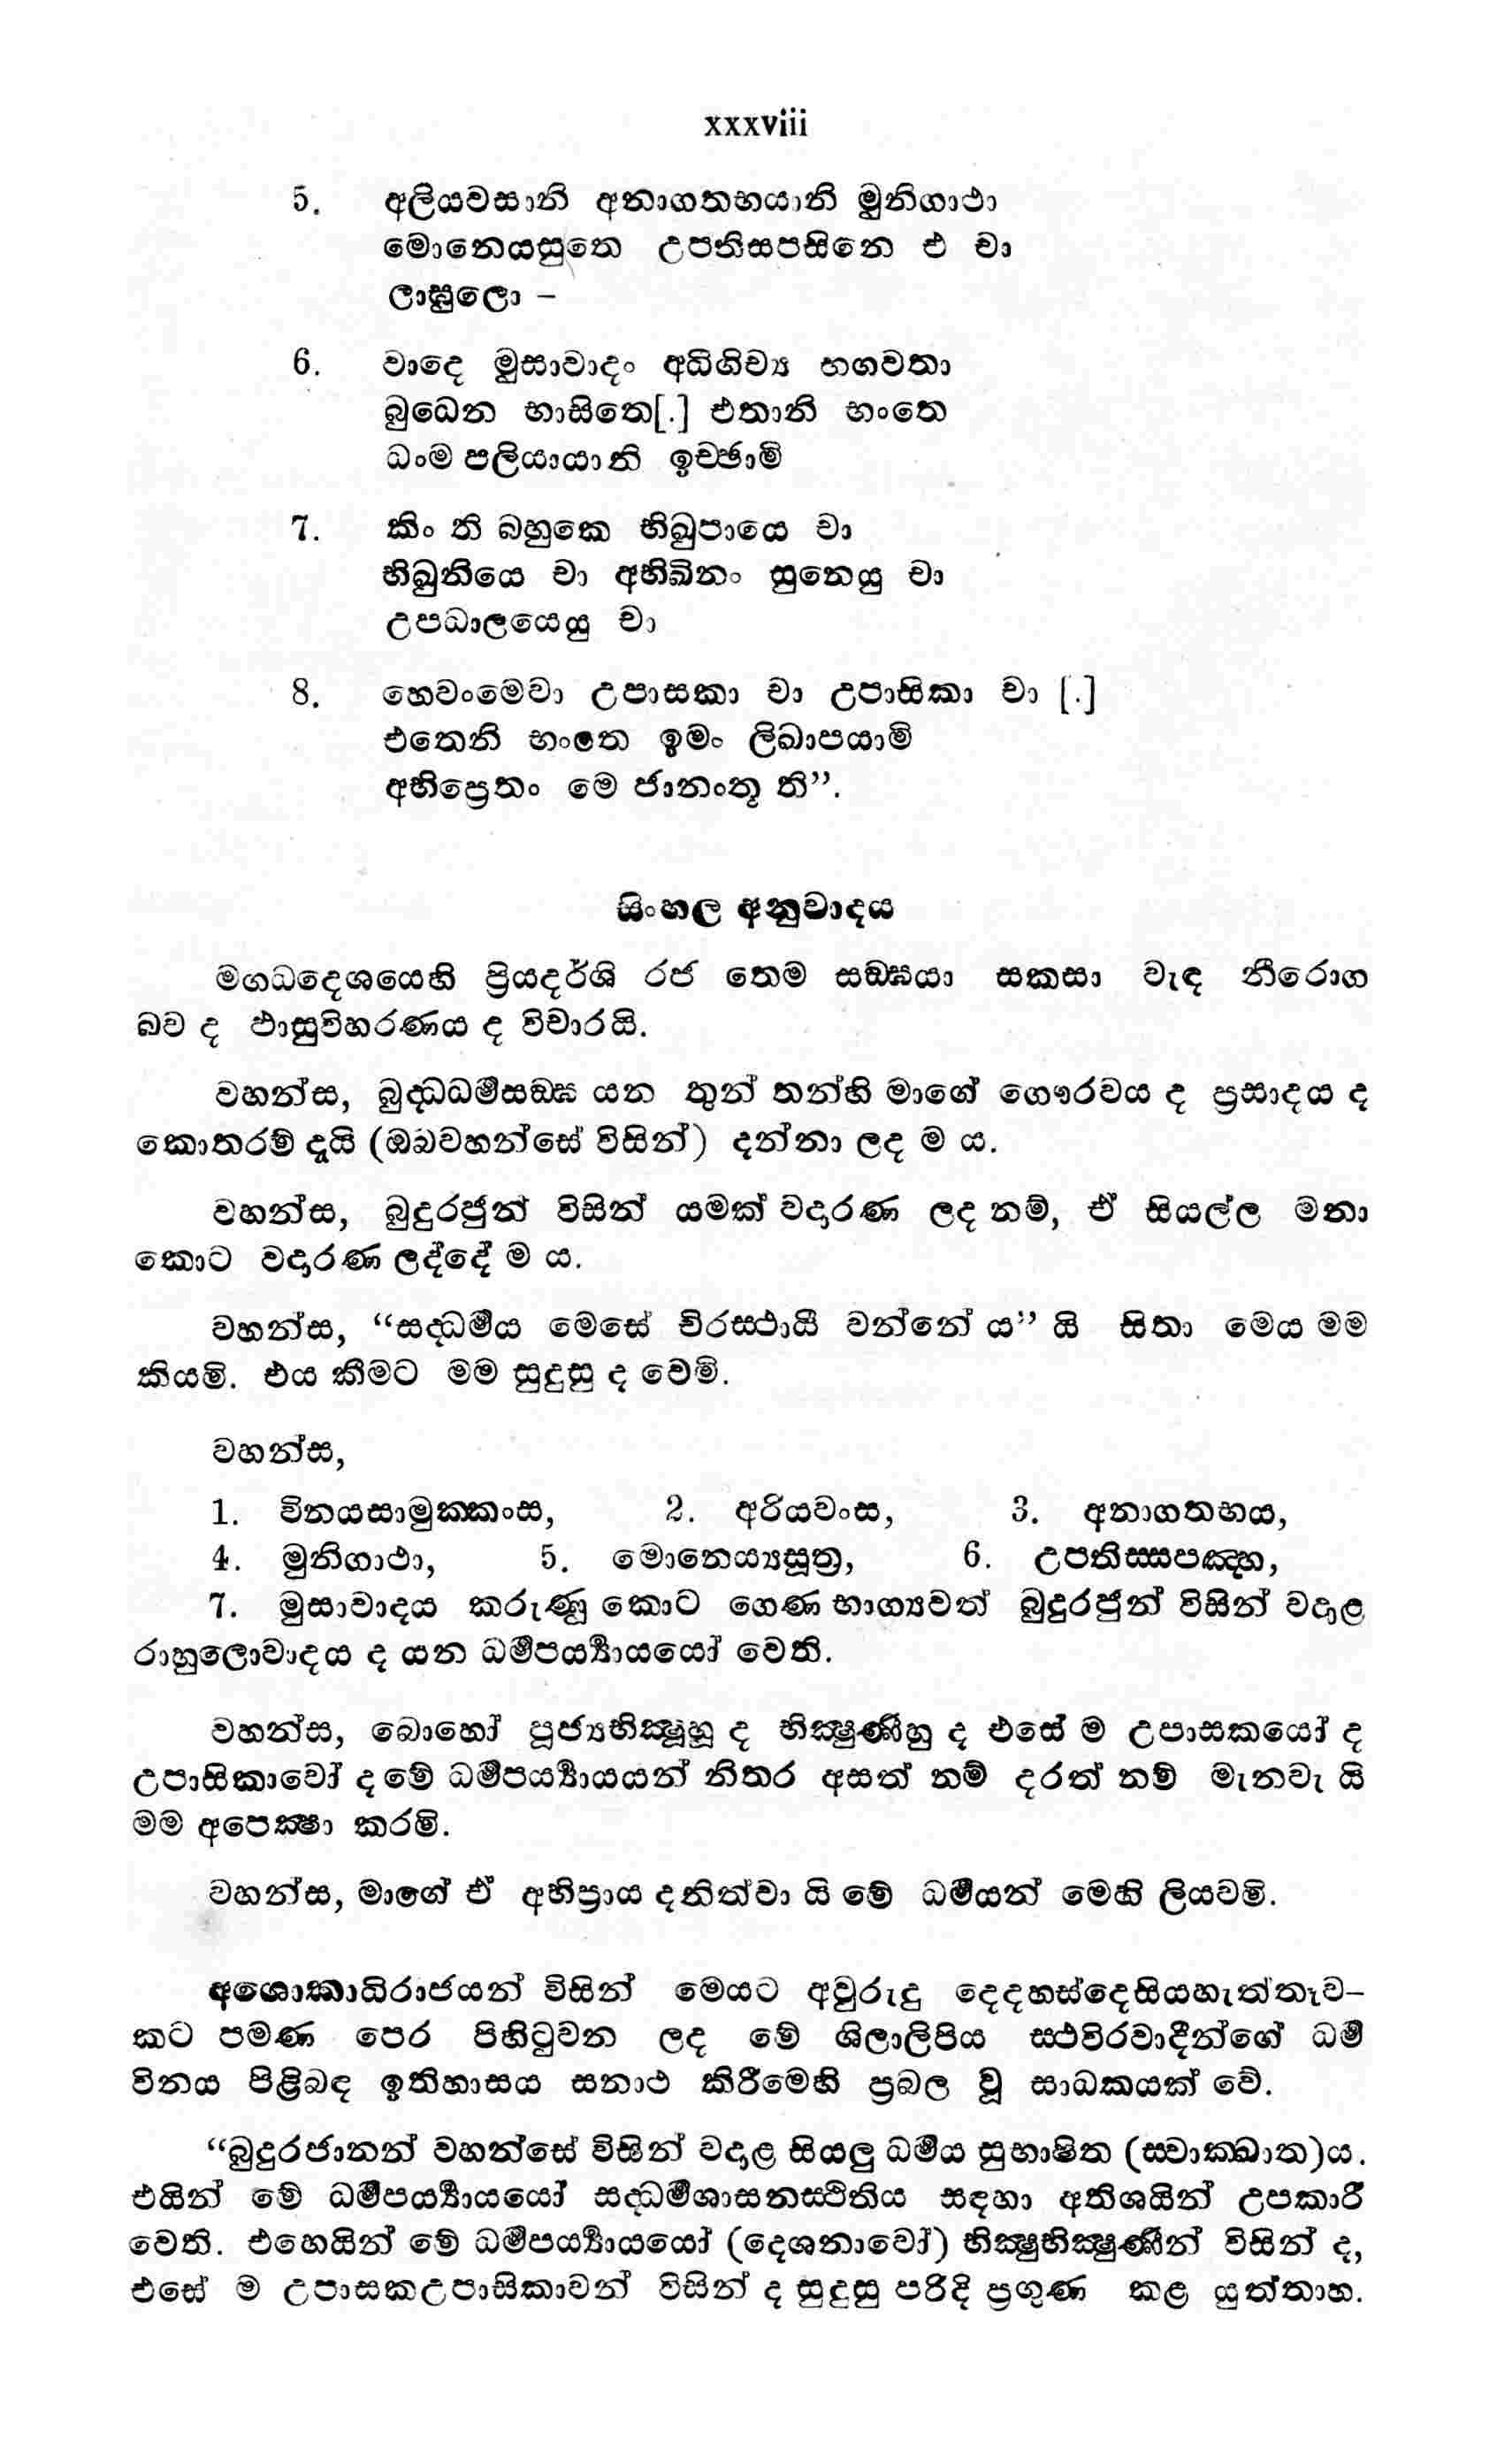 xxxviii
5. අලියවසානි අනාගතභයානි මුනිගාථා
මොනෙයසුතෙ උපතිසපසිනෙ එ චා
ලාඝුලො –
6. වාදෙ මුසාවාදං අධිගිච්‍ය භගවතා
බුධෙන භාසිතෙ[.] එතානි භංතෙ
ධංම පලියායානි ඉච්ඡාමි
7. කිං ති බහුකෙ භිඛුපායෙ චා
භිඛුනියෙ චා අභිඛිනං සුනෙයු චා
උපධාලයෙයු චා
8. හෙවංමෙවා උපාසකා චා උපාසිකා චා [.]
එතෙනි භංතෙ ඉමං ලිඛාපයාමි
අභිප්‍රෙතං මෙ ජානංතූ ති”.
සිංහල අනුවාදය
මගධදෙශයෙහි ප්‍රියදර්ශි රජ තෙම සඞ්ඝයා සකසා වැඳ නීරොග
බව ද ඵාසුවිහරණය ද විචාරයි.
වහන්ස, බුද්ධධර්‍මසඞ්ඝ යන තුන් තන්හි මාගේ ගෞරවය ද ප්‍රසාදය ද
කොතරම් දැයි (ඔබවහන්සේ විසින්) දන්නා ලද ම ය.
වහන්ස, බුදුරජුන් විසින් යමක් වදාරණ ලද නම්, ඒ සියල්ල මනා
කොට වදාරණ ලද්දේ ම ය.
වහන්ස, “සද්ධර්‍මය මෙසේ චිරස්ථායී වන්නේ ය” යි සිතා මෙය මම
කියමි. එය කීමට මම සුදුසු ද වෙමි.
වහන්ස,
1. විනයසාමුක්කංස, 2. අරියවංස, 3. අනාගතභය,
4. මුනිගාථා, 5. මොනෙය්‍යසූත්‍ර, 6. උපතිස්සපඤ්හ,
7. මුසාවාදය කරුණූ කොට ගෙණ භාග්‍යවත් බුදුරජුන් විසින් වදාළ
රාහුලොවාදය ද යන ධර්‍මපර්‍ය්‍යායයෝ වෙති.
වහන්ස, බොහෝ පූජ්‍යභික්‍ෂූහූ ද භික්‍ෂුණීහු ද එසේ ම උපාසකයෝ ද
උපාසිකාවෝ ද මේ ධර්‍මපර්‍ය්‍යායයන් නිතර අසත් නම් දරත් නම් මැනවැ යි
මම අපෙක්‍ෂා කරමි.
වහන්ස, මාගේ ඒ අභිප්‍රාය දනිත්වා යි මේ ධර්‍මයන් මෙහි ලියවමි.
අශොකාධිරාජයන් විසින් මෙයට අවුරුදු දෙදහස්දෙසියහැත්තෑව–
කට පමණ පෙර පිහිටුවන ලද මේ ශිලාලිපිය ස්ථවිරවාදීන්ගේ ධර්‍ම
විනය පිළිබඳ ඉතිහාසය සනාථ කිරීමෙහි ප්‍රබල වූ සාධකයක් වේ.
“බුදුරජානන් වහන්සේ විසින් වදාළ සියලු ධර්‍මය සුභාෂිත (ස්වාක්ඛාත)ය.
එයින් මේ ධර්‍මපර්‍ය්‍යායයෝ සද්ධර්‍මශාසනස්ථිතිය සඳහා අතිශයින් උපකාරී
වෙති. එහෙයින් මේ ධර්‍මපර්‍ය්‍යායයෝ (දෙශනාවෝ) භික්‍ෂුභික්‍ෂුණීන් විසින් ද,
එසේ ම උපාසකඋපාසිකාවන් විසින් ද සුදුසු පරිදි ප්‍රගුණ කළ යුත්තාහ.